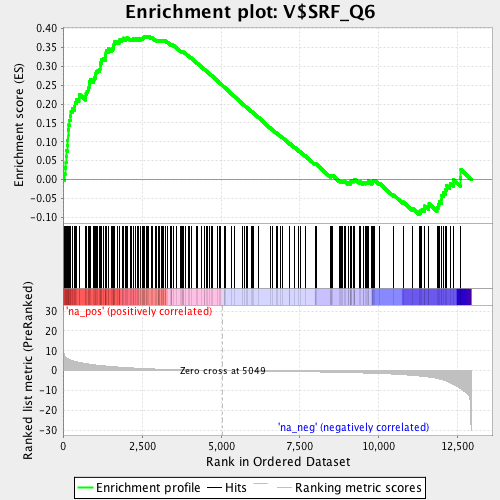 Enrichment plot: V$SRF_Q6
Enrichment score (ES)
0.40
0.35
0.30
0.25
0.20
0.15
0.10
0.05
0.00
-0.05
-0.10
'na_pos' (positively correlated)
Ranked list metric (PreRanked)
30
20
10
0
-10
-20
-30
Zero cross at 5049
'na_neg' (negatively correlated)
0
2,500
5,000
7,500
10,000
12,500
Rank in Ordered Dataset
Enrichment profile
Hits
Ranking metric scores